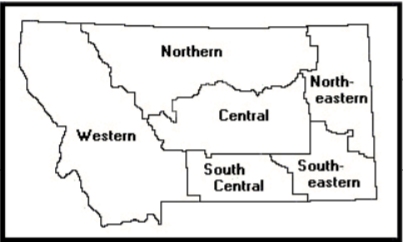 Northern
North-
eastern
Central
Western
South
Central
South-
eastern